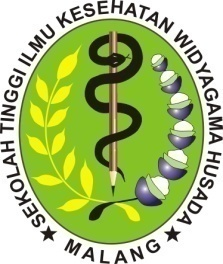 SEKOLAH TINGGI ILMU KESEHATAN WIDYAGAMA HUSADA
MALANG